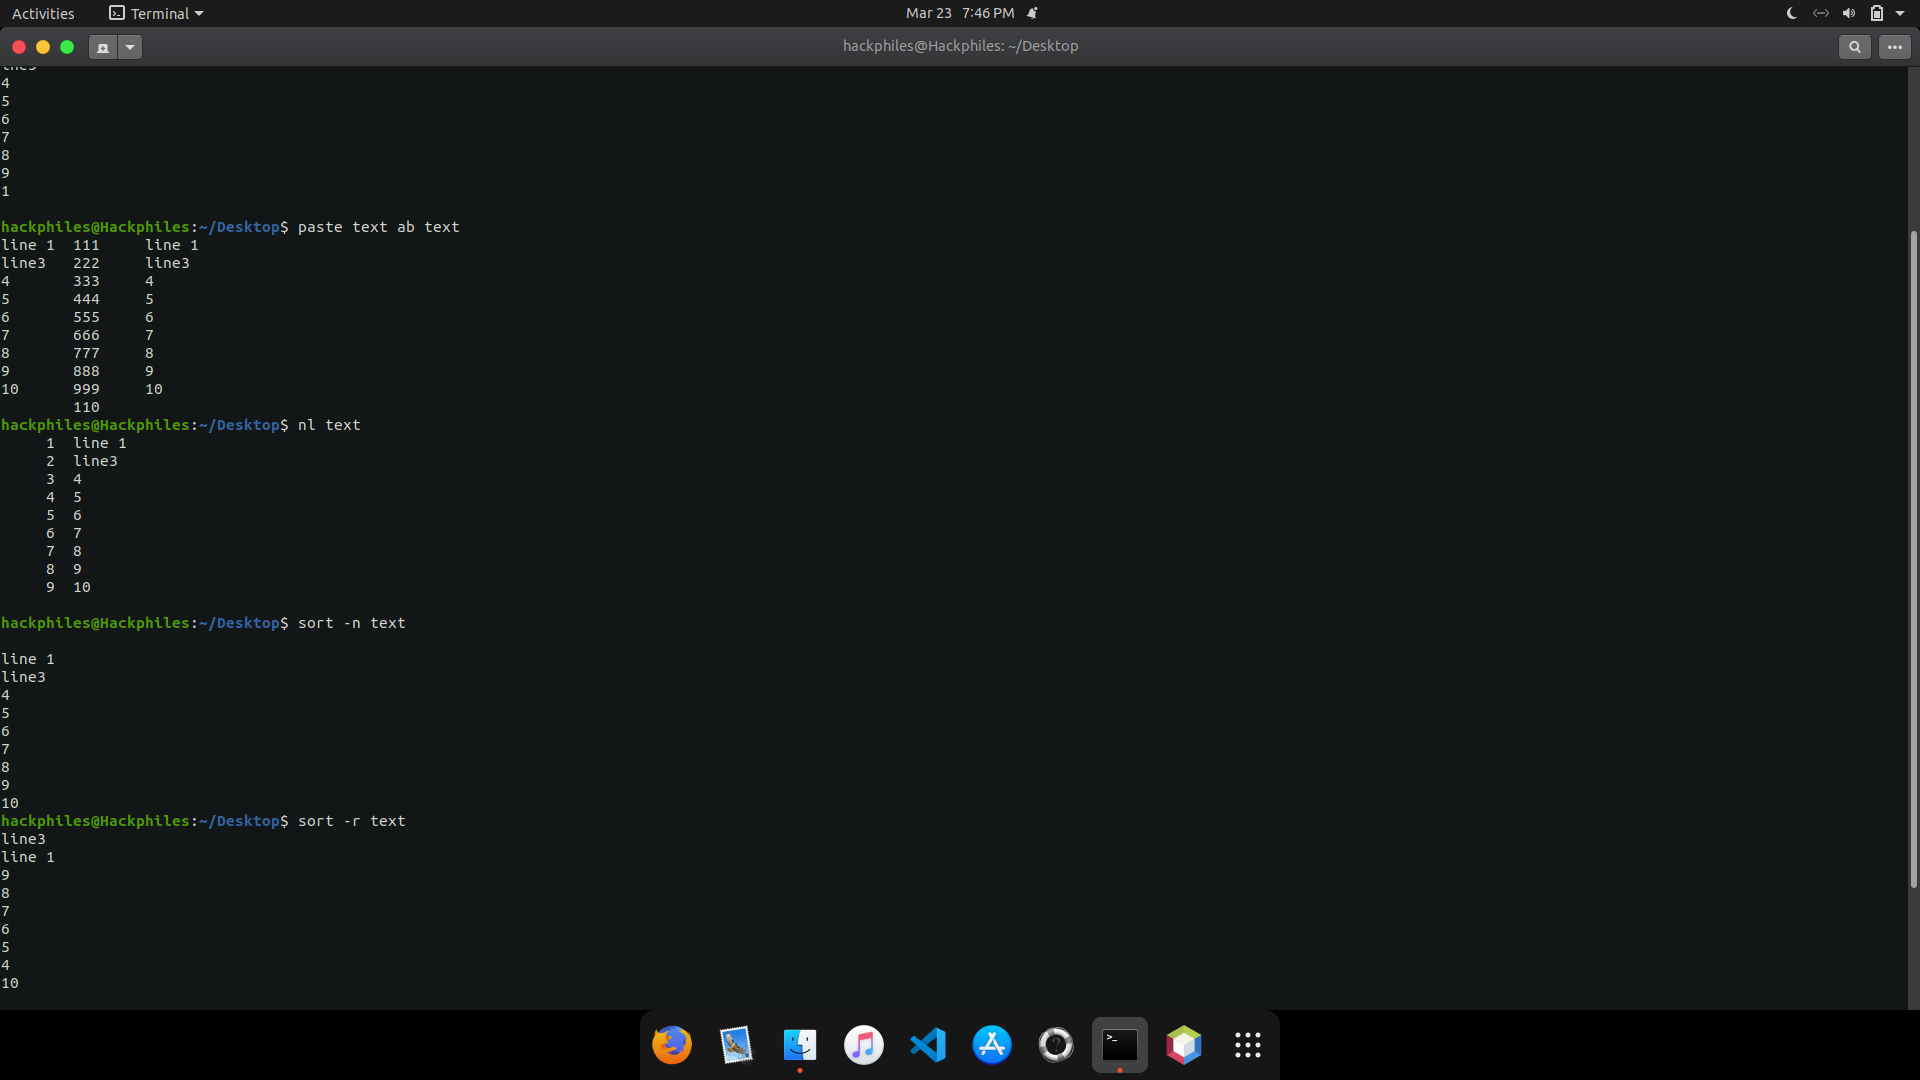 Activities Terminal Mar 23 7:46 PM
hackphiles@Hackphiles: ~/Desktop
line3
4
5
6
7
8
9
1
hackphiles@Hackphiles:~/Desktop$ paste text ab text
line 1 111 line 1
line3 222 line3
4 333 4
5 444 5
6 555 6
7 666 7
8 777 8
9 888 9
10 999 10
110
hackphiles@Hackphiles:~/Desktop$ nl text
1 line 1
2 line3
3 4
4 5
5 6
6 7
7 8
8 9
9 10
hackphiles@Hackphiles:~/Desktop$ sort -n text
line 1
line3
4
5
6
7
8
9
10
hackphiles@Hackphiles:~/Desktop$ sort -r text
line3
line 1
9
8
7
6
5
4
10